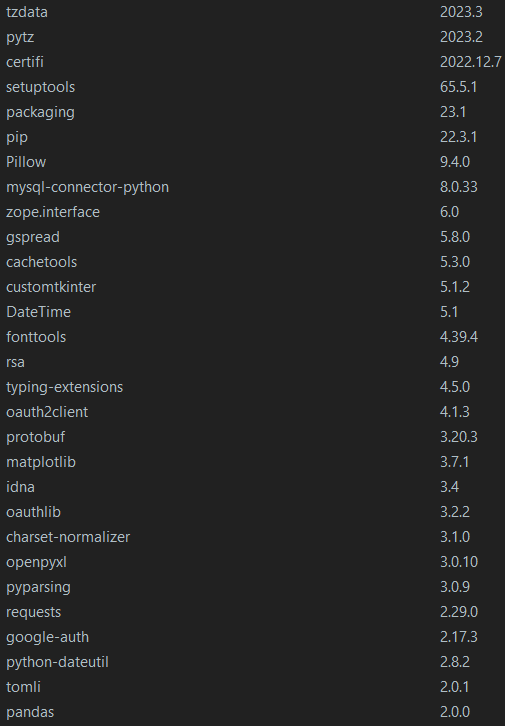 tzdata 2023.3
pytz 2023.2
certifi 2022.12.7
setuptools 65.5.1
packaging 23.1
pip 22.3.1
Pillow 9.4.0
mysql-connector-python 8.0.33
zope.interface 6.0
gspread 5.8.0
cachetools 5.3.0
customtkinter 5.1.2
DateTime 5.1
fonttools 4.39.4
rsa 4.9
typing-extensions 4.5.0
oauth2client 4.1.3
protobuf 3.20.3
matplotlib 3.7.1
idna 3.4
oauthlib 3.2.2
charset-normalizer 3.1.0
openpyxl 3.0.10
pyparsing 3.0.9
requests 2.29.0
google-auth 2.17.3
python-dateutil 2.8.2
tomli 2.0.1
pandas 2.0.0